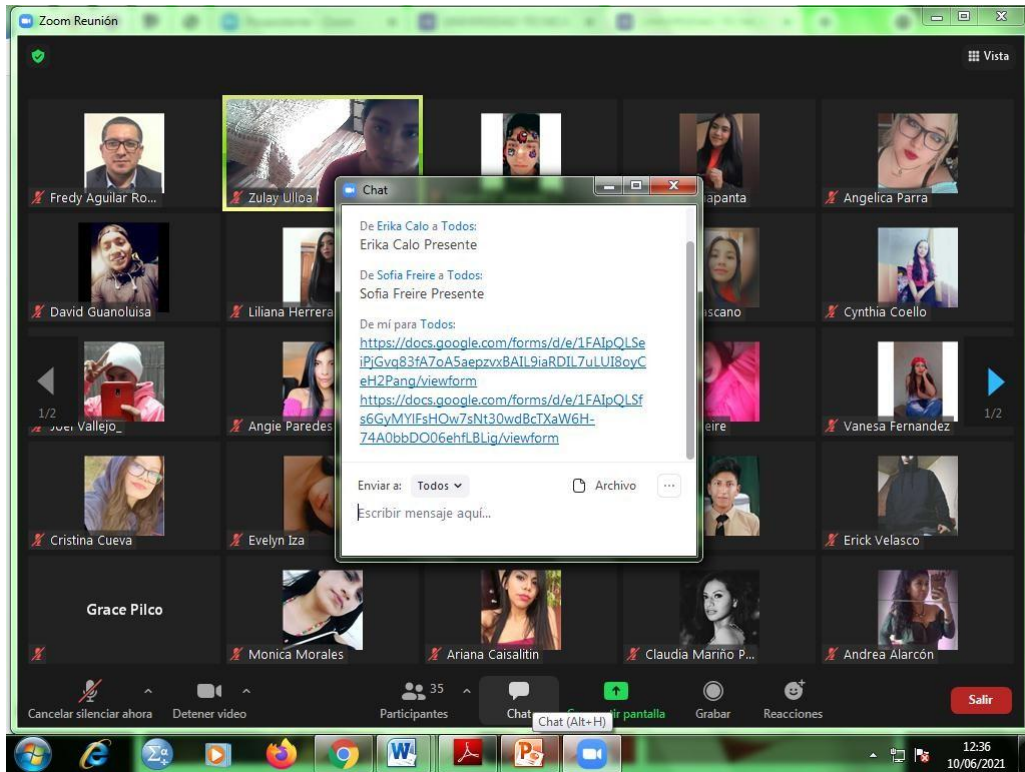 Zoom Reunión
Vista
Fredy Aguilar Ro...
Zulay Ulloa
Angelica Parra
David Guanoluisa
Liliana Herrera
Cynthia Coello
1/2
Vallejo_
Angie Paredes
Vanesa Fernandez
1/2
Cristina Cueva
Evelyn Iza
Erick Velasco
Grace Pilco
Monica Morales
Ariana Caisalitin
Claudia Mariño P...
Andrea Alarcón
Chat
De Erika Calo a Todos:
Erika Calo Presente
De Sofia Freire a Todos:
Sofia Freire Presente
De mí para Todos:
https://docs.google.com/forms/d/e/1FAIpQLSe
iPjGvq83fA7oA5aepzvxBAIL9iaRDIL7uLUI8oyC
eH2Pang/viewform
https://docs.google.com/forms/d/e/1FAIpQLSf
s6GyMYlFsHOw7sNt30wdBcTXaW6H-
74A0bbDO06ehfLBLig/viewform
Enviar a: Todos
Archivo
Escribir mensaje aquí...
Cancelar silenciar ahora
Detener video
35
Participantes
Chat
Chat (Alt+H)
pantalla
Grabar
Reacciones
Salir
12:36
10/06/2021